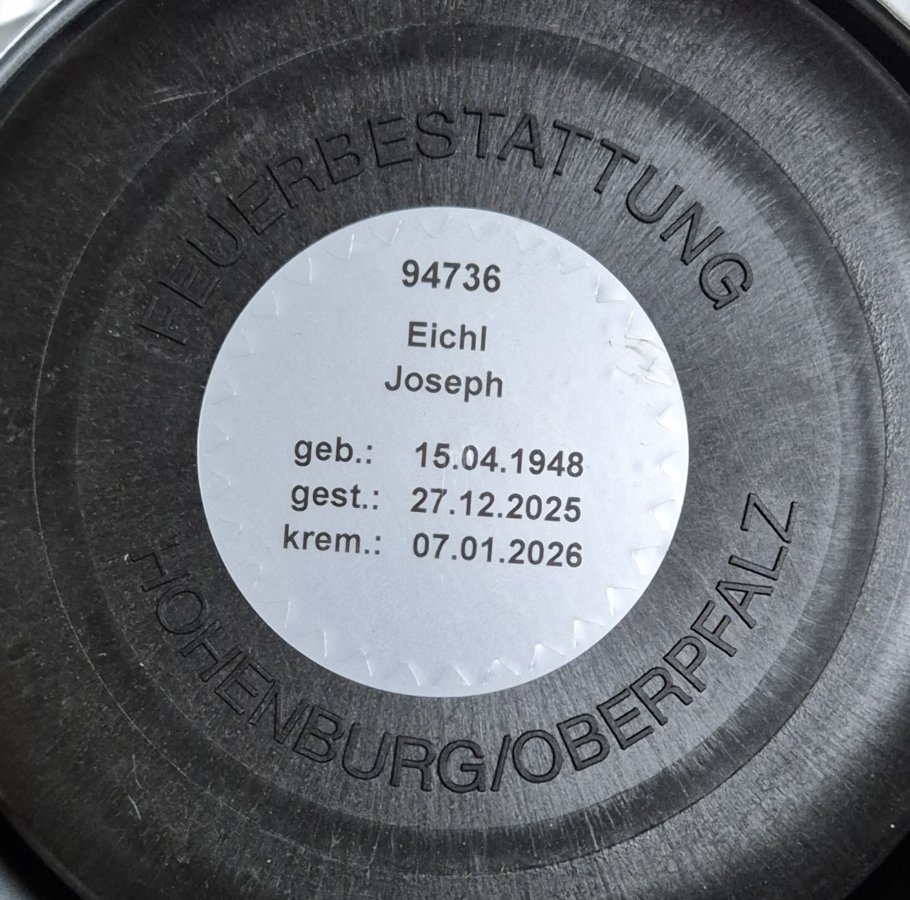 FEUERBESTATTUNG
94736
Eichl
Joseph
geb.: 15.04.1948
gest.: 27.12.2025
krem.: 07.01.2026
HOHENBURG/OBERPFALZ